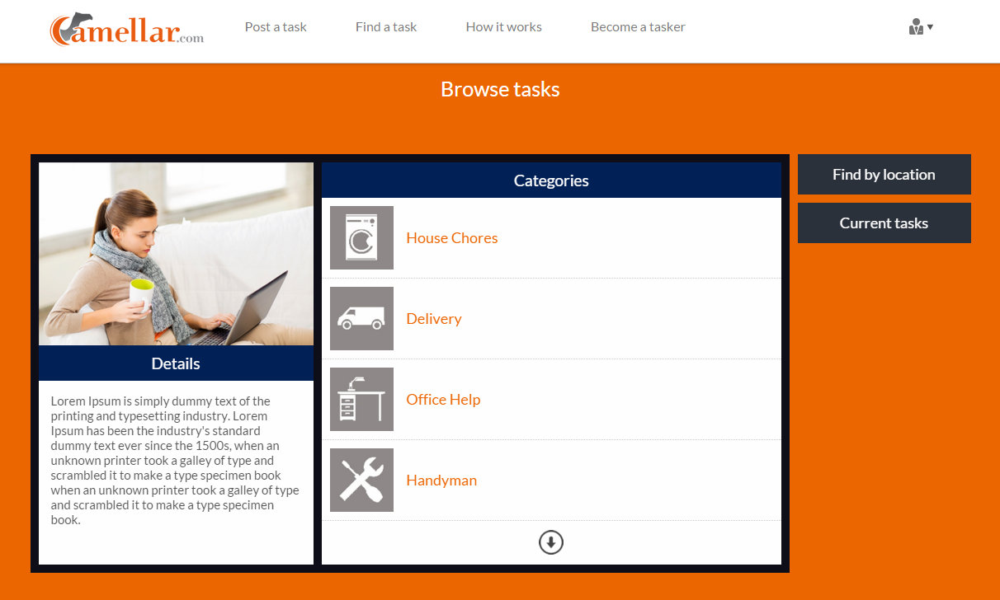 Camellar.com
Post a task
Find a task
How it works
Become a tasker
Browse tasks
Find by location
Current tasks
Categories
House Chores
Delivery
Office Help
Handyman
Details
Lorem Ipsum is simply dummy text of the
printing and typesetting industry. Lorem
Ipsum has been the industry's standard
dummy text ever since the 1500s, when an
unknown printer took a galley of type and
scrambled it to make a type specimen book
when an unknown printer took a galley of type
and scrambled it to make a type specimen
book.